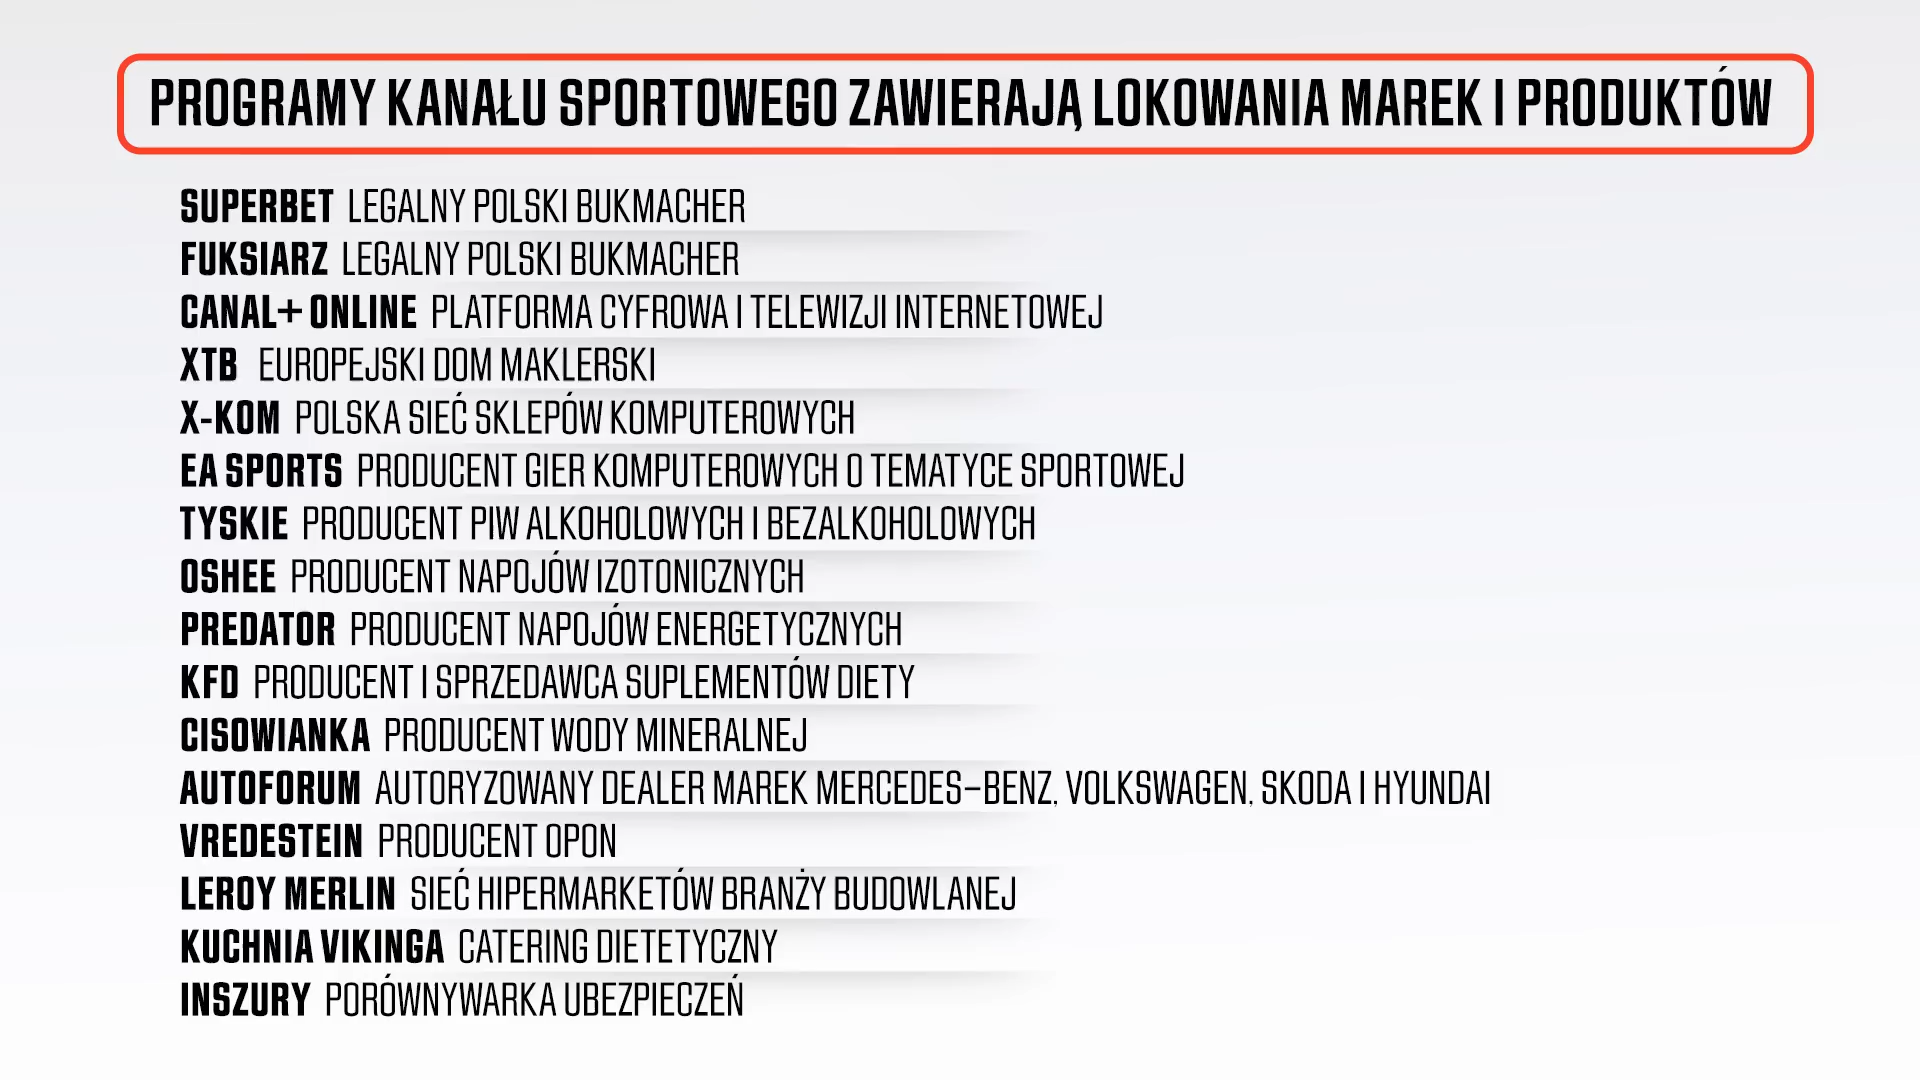 PROGRAMY KANAŁU SPORTOWEGO ZAWIERAJĄ LOKOWANIA MAREK I PRODUKTÓW
SUPERBET LEGALNY POLSKI BUKMACHER
FUKSIARZ LEGALNY POLSKI BUKMACHER
CANAL+ ONLINE PLATFORMA CYFROWA I TELEWIZJI INTERNETOWEJ
XTB EUROPEJSKI DOM MAKLERSKI
X-KOM POLSKA SIEĆ SKLEPÓW KOMPUTEROWYCH
EA SPORTS PRODUCENT GIER KOMPUTEROWYCH O TEMATYCE SPORTOWEJ
TYSKIE PRODUCENT PIW ALKOHOLOWYCH I BEZALKOHOLOWYCH
OSHEE PRODUCENT NAPOJÓW IZOTONICZNYCH
PREDATOR PRODUCENT NAPOJÓW ENERGETYCZNYCH
KFD PRODUCENT I SPRZEDAWCA SUPLEMENTÓW DIETY
CISOWIANKA PRODUCENT WODY MINERALNEJ
AUTOFORUM AUTORYZOWANY DEALER MAREK MERCEDES-BENZ, VOLKSWAGEN, SKODA I HYUNDAI
VREDESTEIN PRODUCENT OPON
LEROY MERLIN SIEĆ HIPERMARKETÓW BRANŻY BUDOWLANEJ
KUCHNIA VIKINGA CATERING DIETETYCZNY
INSZURY PORÓWNYWARKA UBEZPIECZEŃ